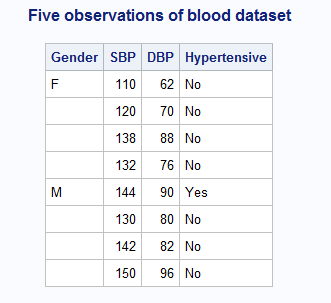 Five observations of blood dataset
Gender SBP DBP Hypertensive
F 110 62 No
120 70 No
138 88 No
132 76 No
M 144 90 Yes
130 80 No
142 82 No
150 96 No